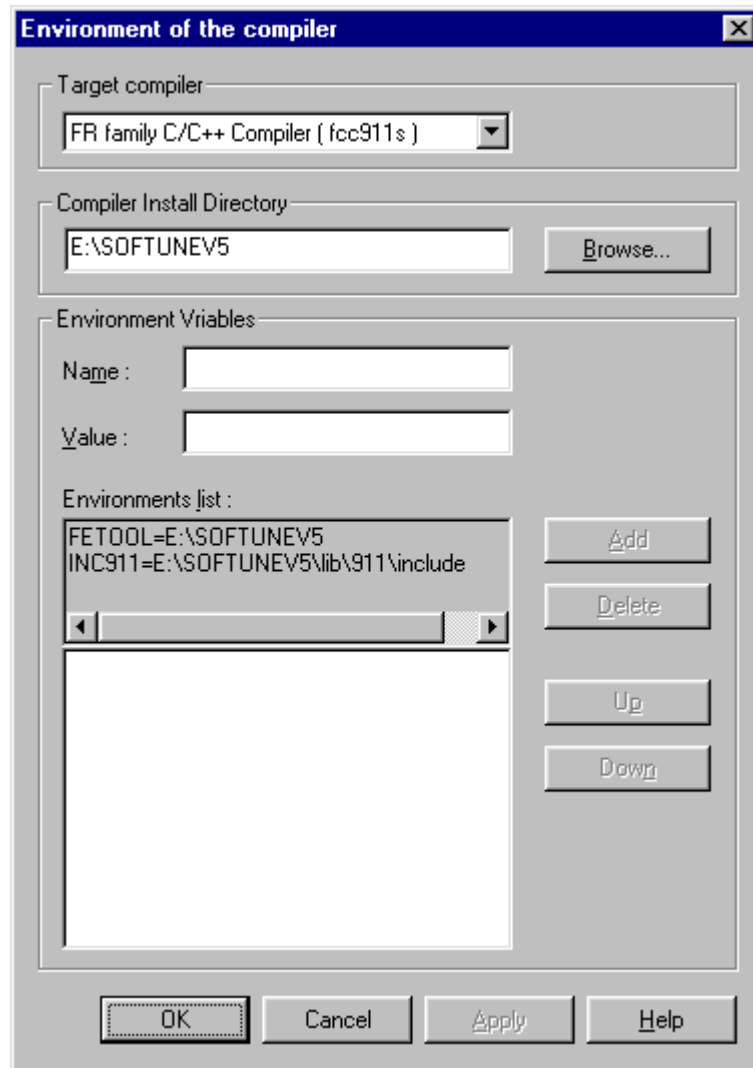 Environment of the compiler
Target compiler
FR family C/C++ Compiler ( fcc911s )
Compiler Install Directory
E:\SOFTUNEV5
Browse...
Environment Vriables
Name :
Value :
Environments list :
FETOOL=E:\SOFTUNEV5
INC911=E:\SOFTUNEV5\lib\911\include
Add
Delete
Up
Down
OK Cancel Apply Help